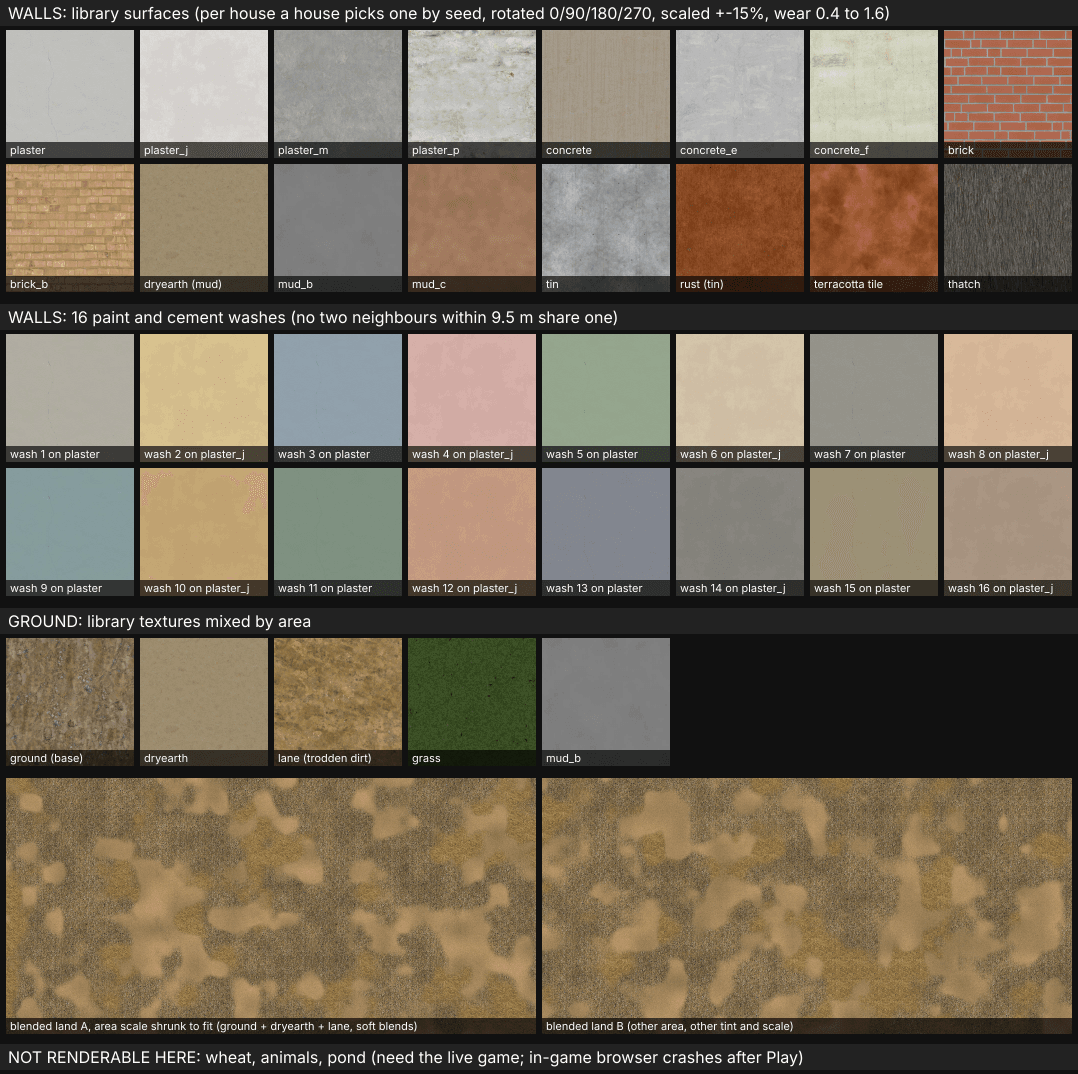 WALLS: library surfaces (per house a house picks one by seed, rotated 0/90/180/270, scaled +-15%, wear 0.4 to 1.6)
plaster
plaster_j
plaster_m
plaster_p
concrete
concrete_e
concrete_f
brick
brick_b
dryearth (mud)
mud_b
mud_c
tin
rust (tin)
terracotta tile
thatch
WALLS: 16 paint and cement washes (no two neighbours within 9.5 m share one)
wash 1 on plaster
wash 2 on plaster_j
wash 3 on plaster
wash 4 on plaster_j
wash 5 on plaster
wash 6 on plaster_j
wash 7 on plaster
wash 8 on plaster_j
wash 9 on plaster
wash 10 on plaster_j
wash 11 on plaster
wash 12 on plaster_j
wash 13 on plaster
wash 14 on plaster_j
wash 15 on plaster
wash 16 on plaster_j
GROUND: library textures mixed by area
ground (base)
dryearth
lane (trodden dirt)
grass
mud_b
blended land A, area scale shrunk to fit (ground + dryearth + lane, soft blends)
blended land B (other area, other tint and scale)
NOT RENDERABLE HERE: wheat, animals, pond (need the live game; in-game browser crashes after Play)